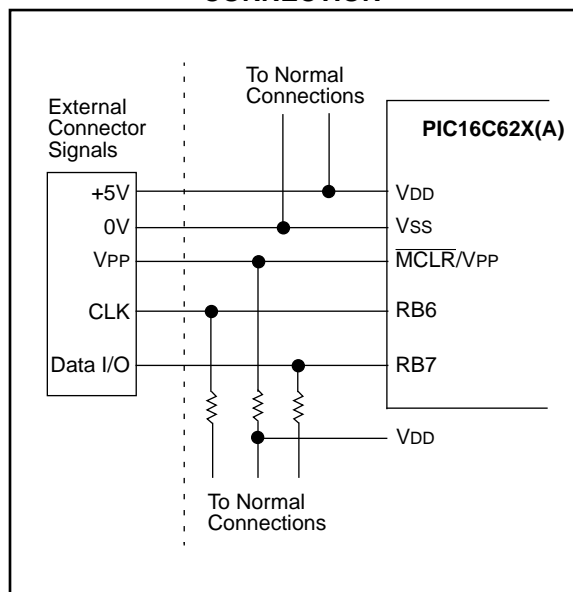 To Normal
Connections
External
Connector
Signals
PIC16C62X(A)
+5V
VDD
0V
VSS
VPP
MCLR/VPP
CLK
RB6
Data I/O
RB7
VDD
To Normal
Connections